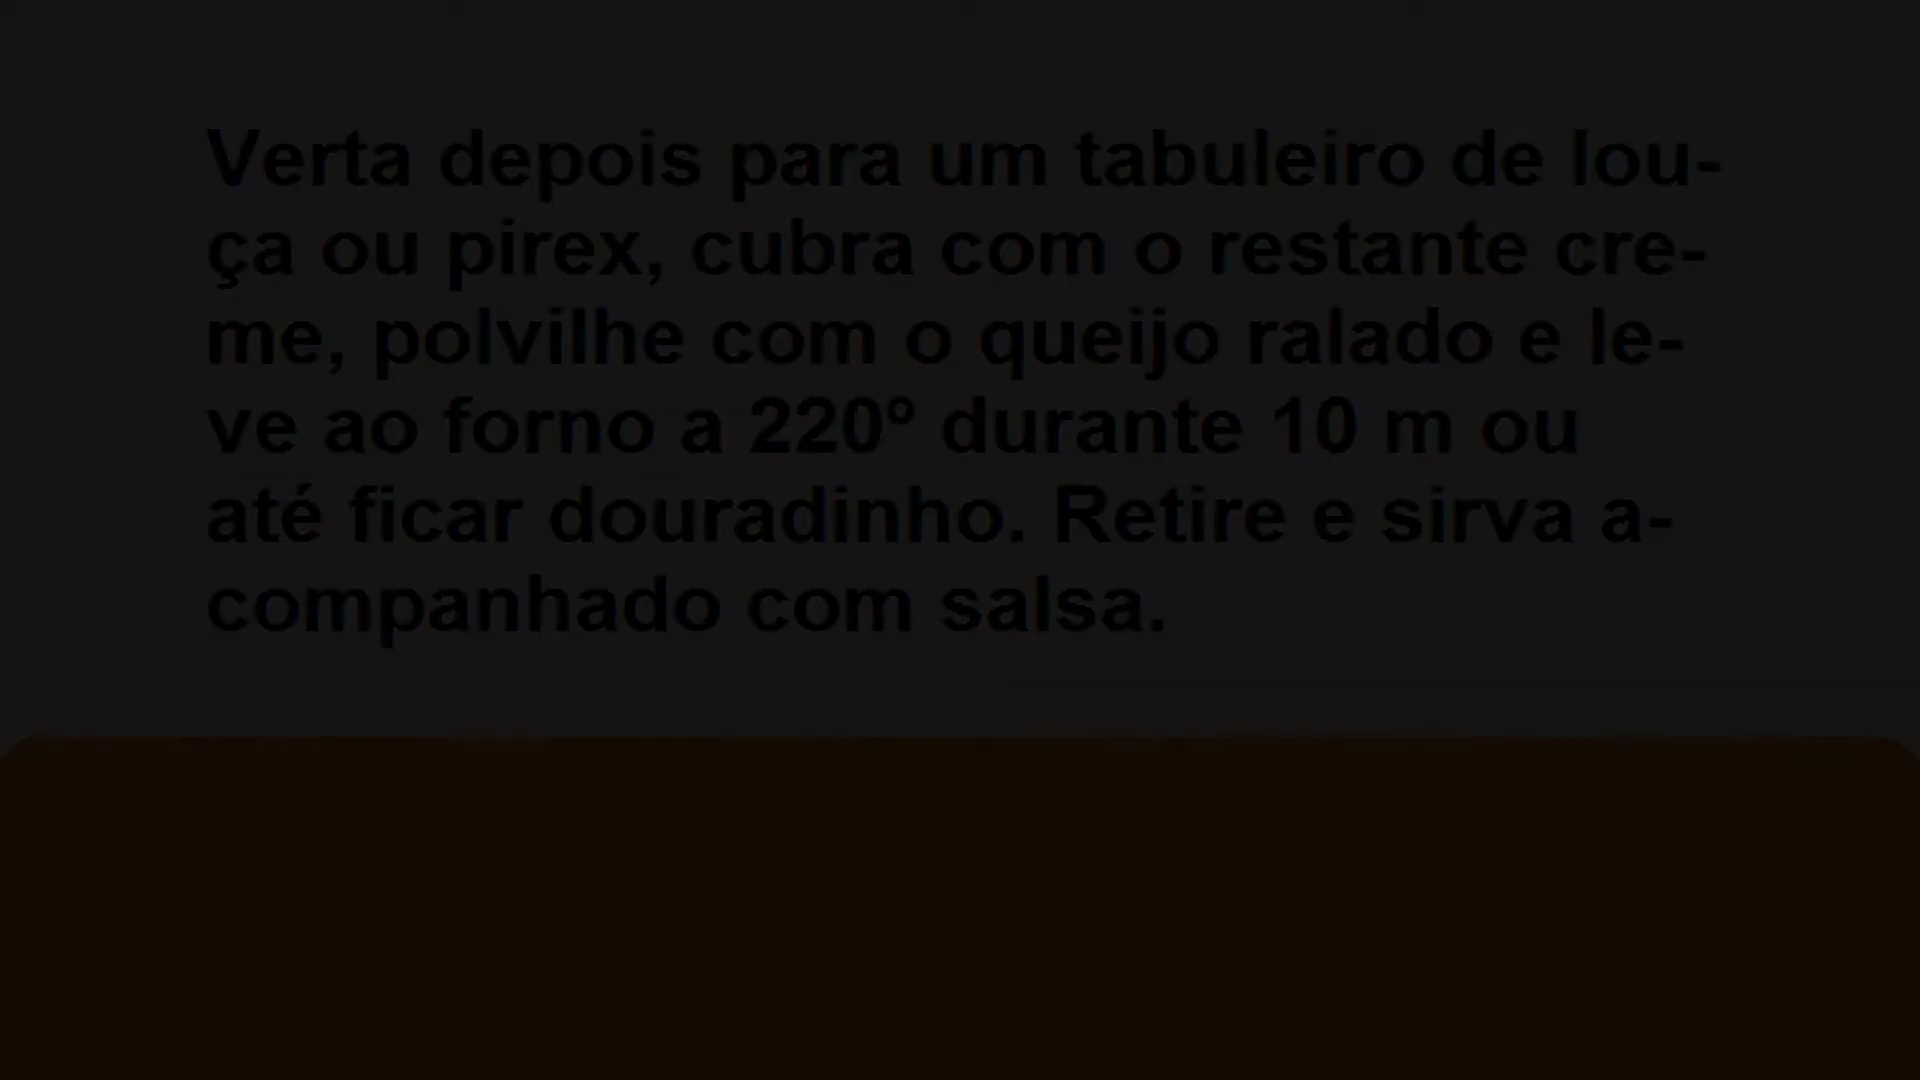 Verta depois para um tabuleiro de lou-
ça ou pirex, cubra com o restante cre-
me, polvilhe com o queijo ralado e le-
ve ao forno a 220º durante 10 m ou
até ficar douradinho. Retire e sirva a-
companhado com salsa.